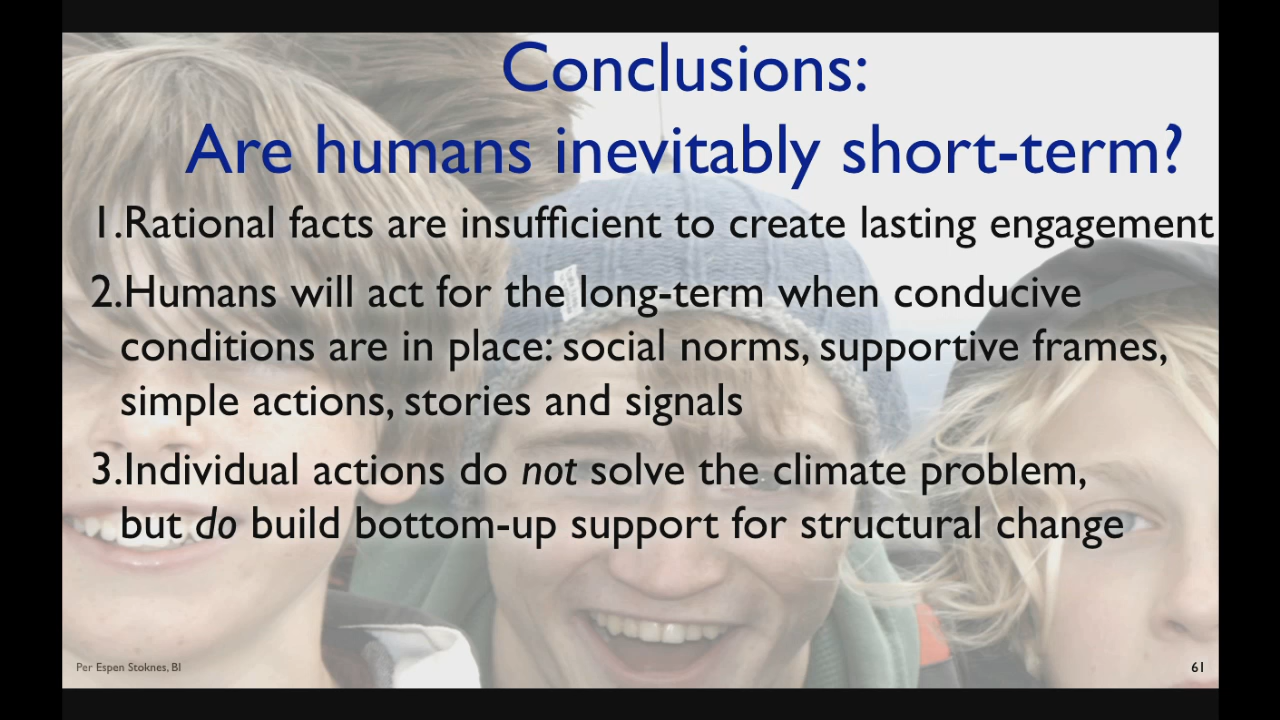 Conclusions:
Are humans inevitably short-term?
1.Rational facts are insufficient to create lasting engagement
2.Humans will act for the long-term when conducive
conditions are in place: social norms, supportive frames,
simple actions, stories and signals
3.Individual actions do not solve the climate problem,
but do build bottom-up support for structural change
Per Espen Stoknes, BI
61